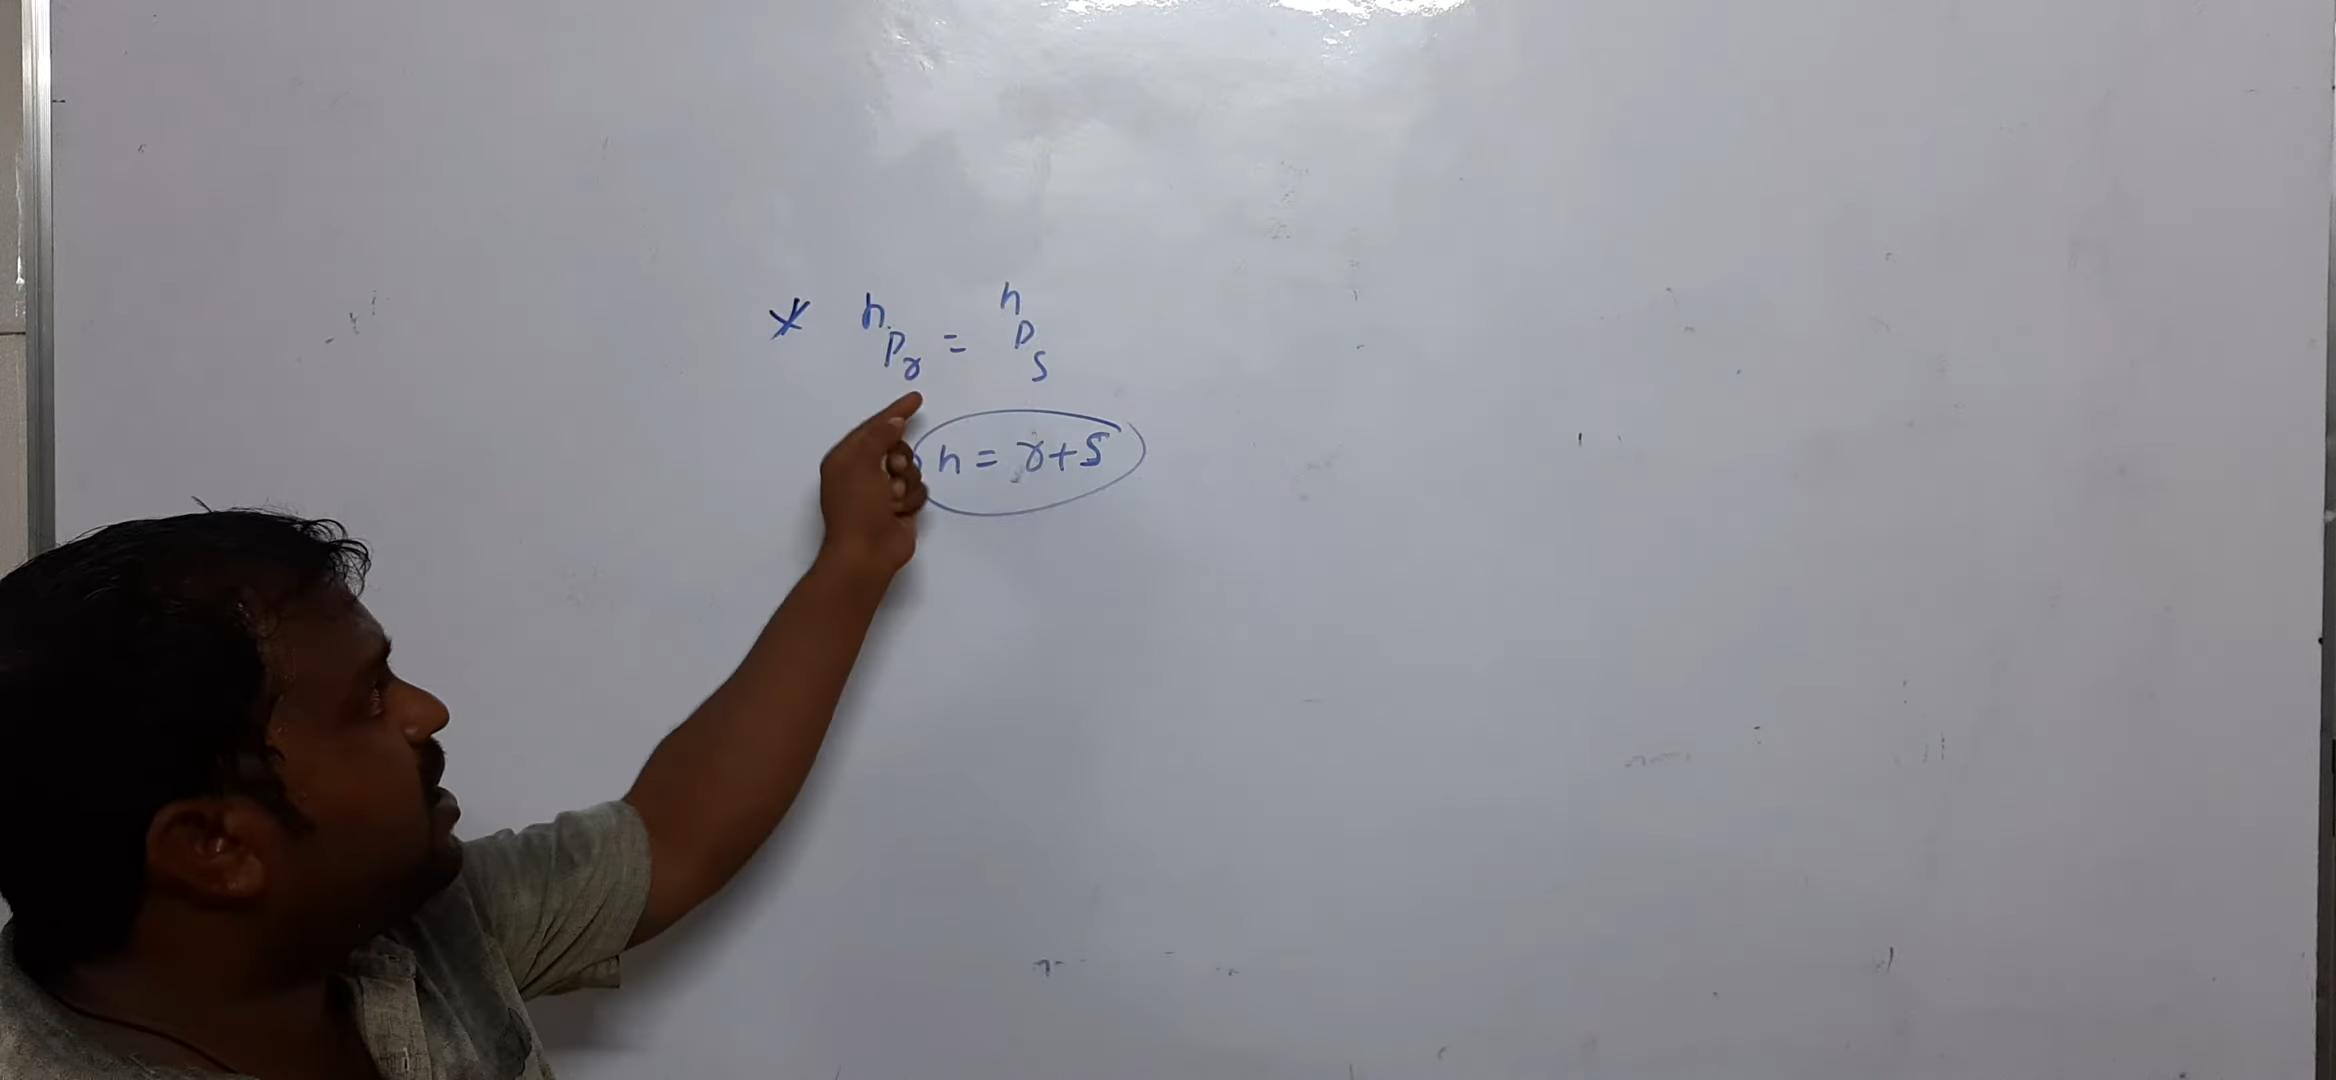 * nPr = nPs
n = r+s